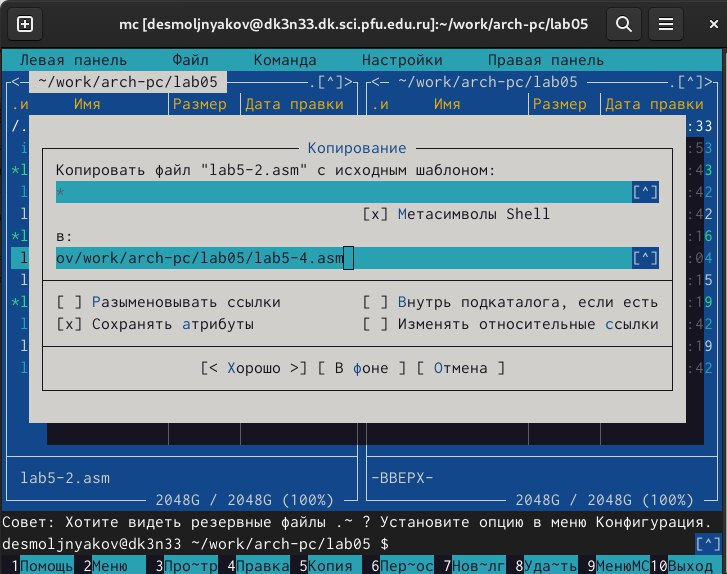 mc [desmoljnyakov@dk3n33.dk.sci.pfu.edu.ru]:~/work/arch-pc/lab05
Левая панель Файл Команда Настройки Правая панель
<— ~/work/arch-pc/lab05 .[^]> <— ~/work/arch-pc/lab05 .[^]>
.и Имя Размер Дата правки .и Имя Размер Дата правки
/. :33
:53
*l :42
l :42
l :42
*l :16
l :04
l :15
*l :19
l :42
l :19
l :42
Копирование
Копировать файл "lab5-2.asm" с исходным шаблоном:
* [^]
[x] Метасимволы Shell
в:
ov/work/arch-pc/lab05/lab5-4.asm [^]
[ ] Разыменовывать ссылки [ ] Внутрь подкаталога, если есть
[x] Сохранять атрибуты [ ] Изменять относительные ссылки
[< Хорошо >] [ В фоне ] [ Отмена ]
lab5-2.asm -ВВЕРХ-
2048G / 2048G (100%) 2048G / 2048G (100%)
Совет: Хотите видеть резервные файлы .~ ? Установите опцию в меню Конфигурация.
desmoljnyakov@dk3n33 ~/work/arch-pc/lab05 $ [^]
1Помощь 2Меню 3Про~тр 4Правка 5Копия 6Пер~ос 7Нов~лг 8Уда~ть 9МенюMC 10Выход